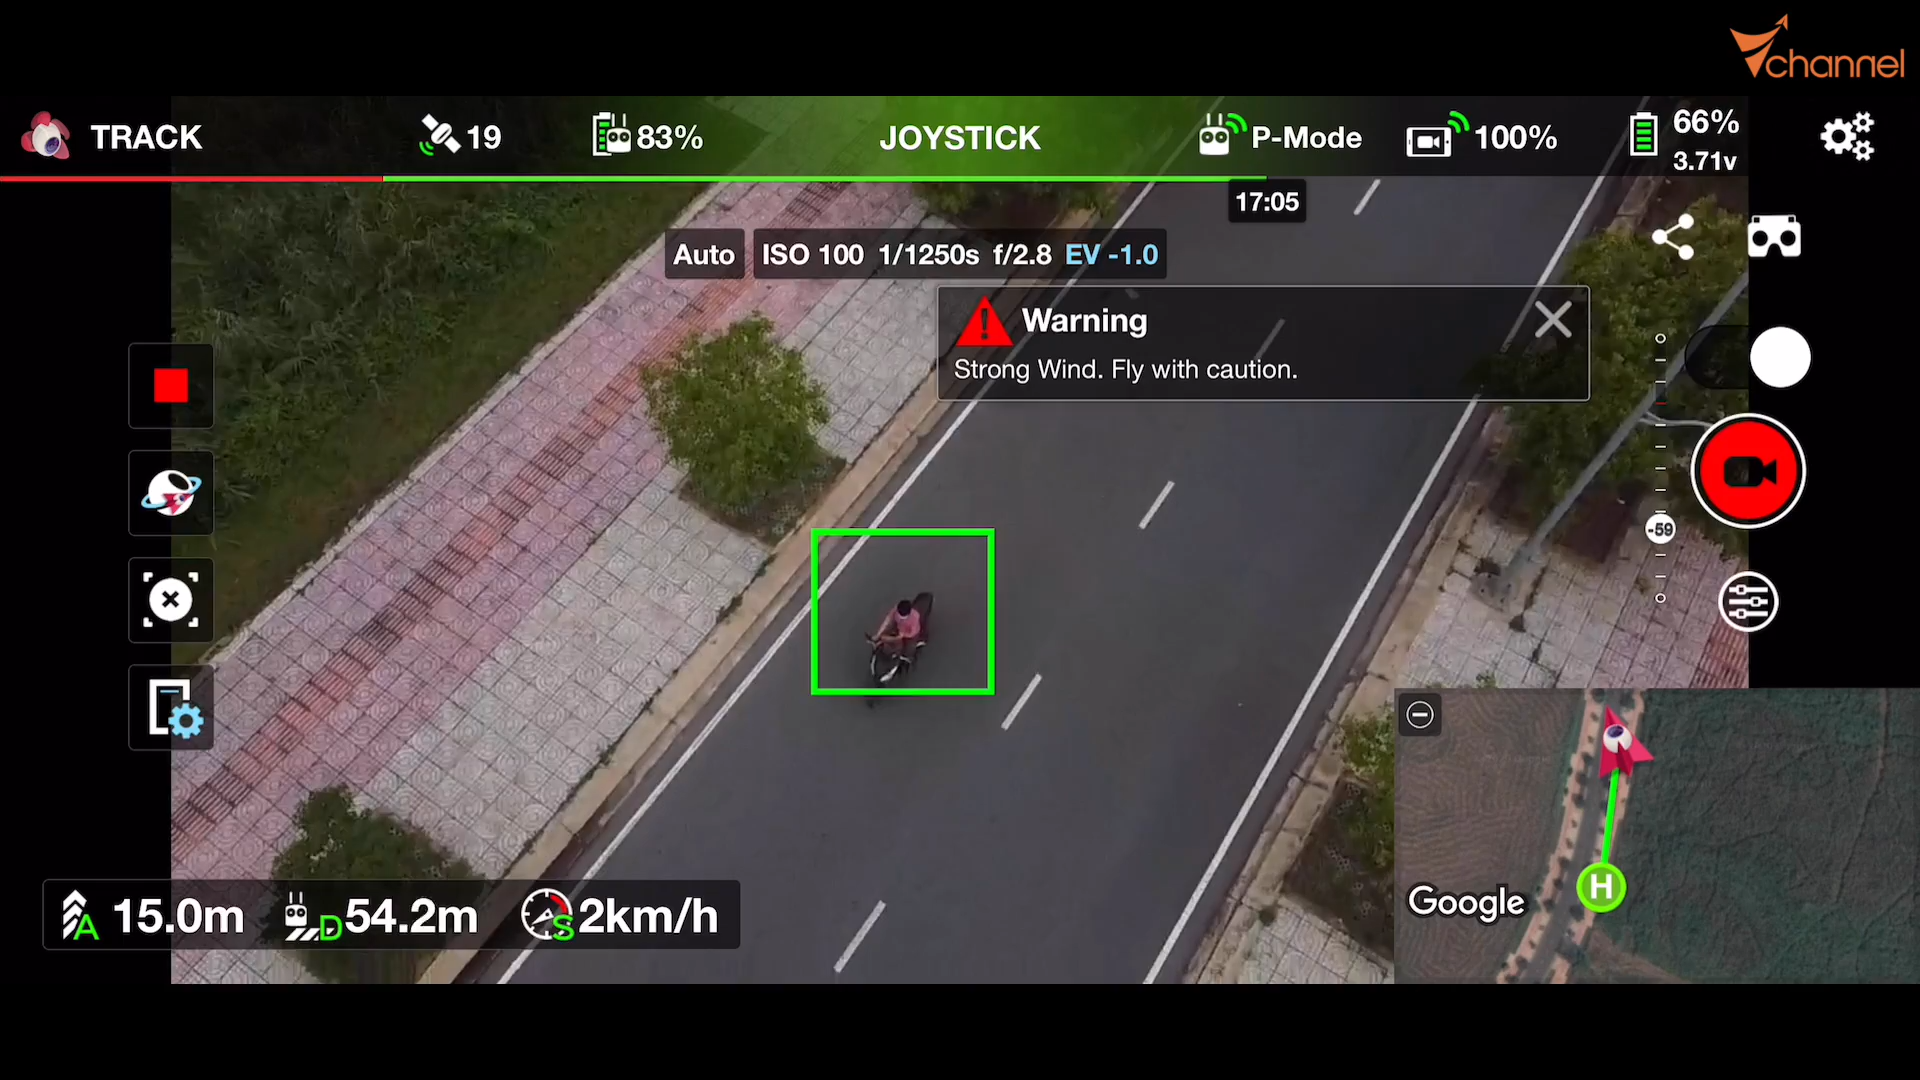 Vchannel
TRACK
19
83%
JOYSTICK
P-Mode
100%
66%
3.71v
17:05
Auto
ISO 100 1/1250s f/2.8 EV -1.0
Warning
Strong Wind. Fly with caution.
-59
A 15.0m D 54.2m S 2km/h
Google
H